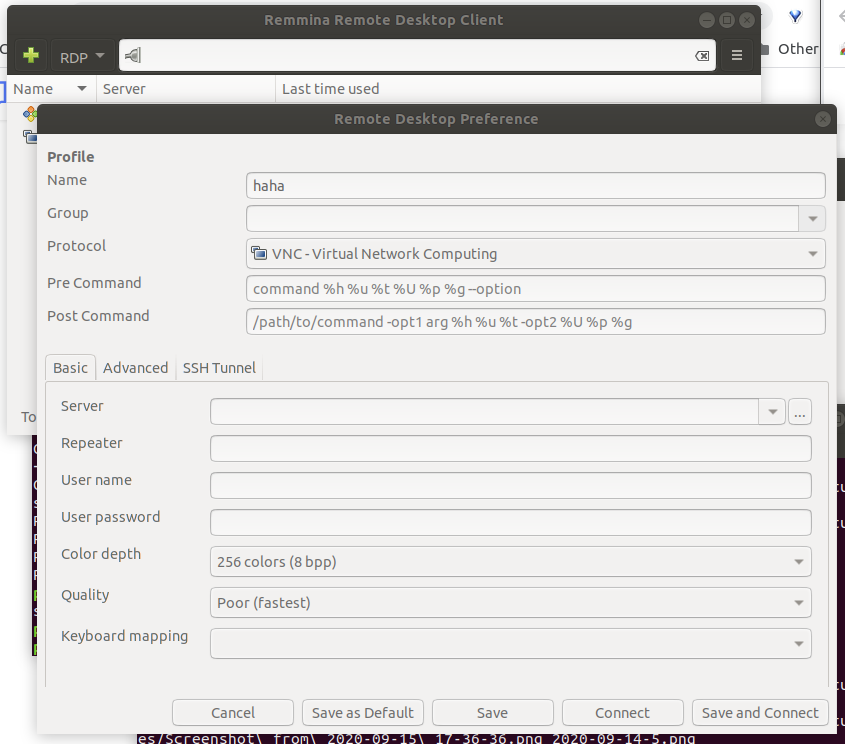 Remmina Remote Desktop Client
RDP
Other
Name Server Last time used
Remote Desktop Preference
Profile
Name haha
Group
Protocol VNC - Virtual Network Computing
Pre Command command %h %u %t %U %p %g --option
Post Command /path/to/command -opt1 arg %h %u %t -opt2 %U %p %g
Basic Advanced SSH Tunnel
Server ...
To
Repeater
User name
User password
Color depth 256 colors (8 bpp)
Quality Poor (fastest)
Keyboard mapping
Cancel Save as Default Save Connect Save and Connect
es/Screenshot\ from\ 2020-09-15\ 17-36-36.png 2020-09-14-5.png